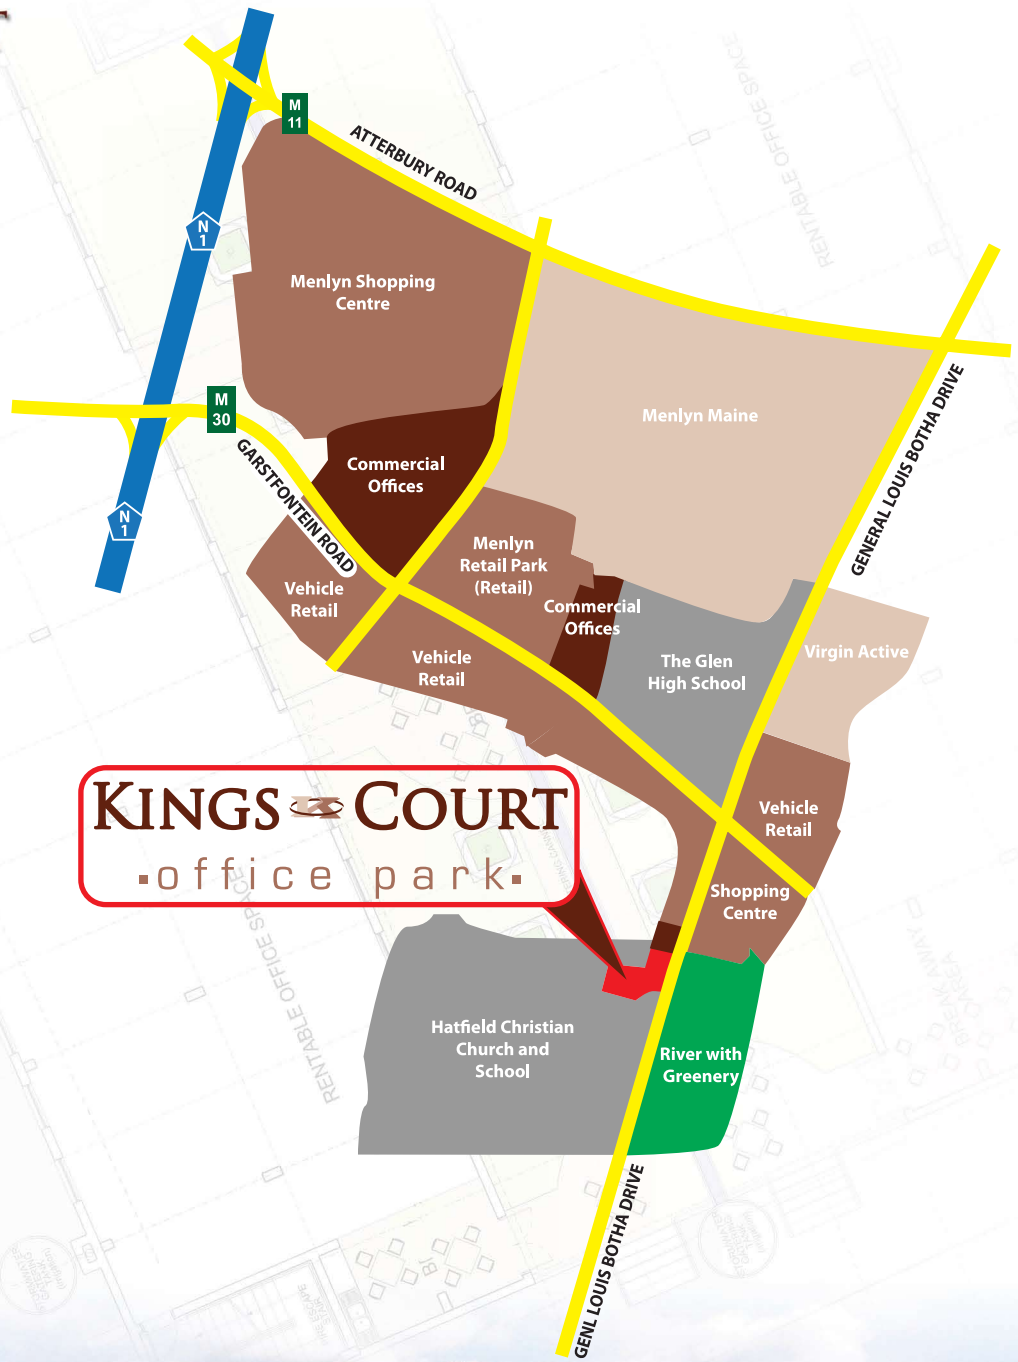 M
11
ATTERBURY ROAD
RENTABLE OFFICE SPACE
N
1
Menlyn Shopping
Centre
M
30
Menlyn Maine
GENERAL LOUIS BOTHA DRIVE
GARSTFONTEIN ROAD
Commercial
Offices
N
1
Menlyn
Retail Park
(Retail)
Vehicle
Retail
Commercial
Offices
Vehicle
Retail
The Glen
High School
Virgin Active
KINGS COURT
office park
Vehicle
Retail
Shopping
Centre
RENTABLE OFFICE SPACE
Hatfield Christian
Church and
School
River with
Greenery
GENL LOUIS BOTHA DRIVE